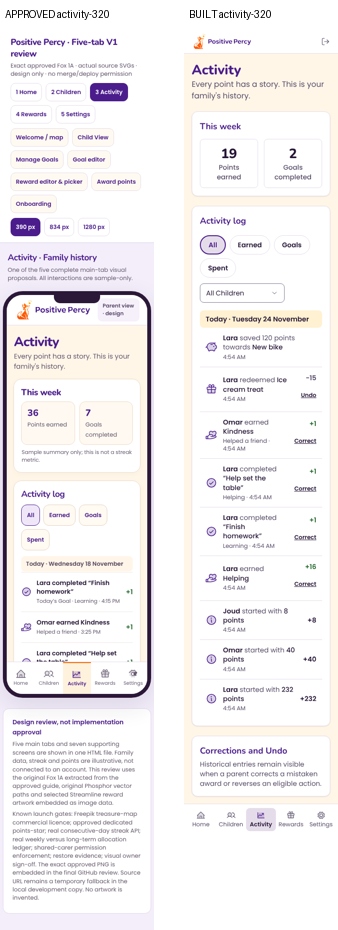 APPROVED activity-320
Positive Percy · Five-tab V1
review
Exact approved Fox 1A · actual source SVGs ·
design only · no merge/deploy permission
1 Home
2 Children
3 Activity
4 Rewards
5 Settings
Welcome / map
Child View
Manage Goals
Goal editor
Reward editor & picker
Award points
Onboarding
390 px
834 px
1280 px
Activity · Family history
One of the five complete main-tab visual
proposals. All interactions are sample-only.
Positive Percy
Parent view
· design
Activity
Every point has a story. This is your
family's history.
This week
36
Points earned
7
Goals
completed
Sample summary only; this is not a streak
metric.
Activity log
All
Earned
Goals
Spent
Today · Wednesday 18 November
Lara completed “Finish
homework”
Today's Goal · Learning · 4:15 PM
+1
Omar earned Kindness
Helped a friend · 3:25 PM
+1
Lara completed “Help set
the table”
+1
Home
Children
Activity
Rewards
Settings
Design review, not implementation
approval
Five main tabs and seven supporting
screens are shown in one HTML file. Family
data, streak and points are illustrative,
not connected to an account. This review uses
the original Fox 1A extracted from the
approved guide, original Phosphor vector
paths and selected Streamline reward
artwork embedded as image data.
Known launch gates: Freepik treasure-map
commercial licence; approved dedicated
points-star; real consecutive-day streak API;
real weekly versus long-term allocation
ledger; shared-carer permission
enforcement; restore evidence; visual owner
sign-off. The exact approved PNG is
embedded in the final GitHub review. Source
URL remains a temporary fallback in the
local development copy. No artwork is
invented.
BUILT activity-320
Positive Percy
Activity
Every point has a story. This is your
family's history.
This week
19
Points
earned
2
Goals
completed
Activity log
All
Earned
Goals
Spent
All Children
Today · Tuesday 24 November
Lara saved 120 points
towards New bike
4:54 AM
Lara redeemed Ice
cream treat
4:54 AM
-15
Undo
Omar earned
Kindness
Helped a friend ·
4:54 AM
+1
Correct
Lara completed
“Help set the
table”
Helping · 4:54 AM
+1
Correct
Lara completed
“Finish
homework”
Learning · 4:54 AM
+1
Correct
Lara earned
Helping
4:54 AM
+16
Correct
Joud started with 8
points
4:54 AM
+8
Omar started with 40
points
4:54 AM
+40
Lara started with 232
points
4:54 AM
+232
Corrections and Undo
Historical entries remain visible
when a parent corrects a mistaken
award or reverses an eligible action.
Home
Children
Activity
Rewards
Settings